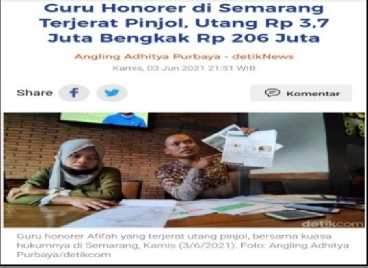 Guru Honorer di Semarang
Terjerat Pinjol, Utang Rp 3,7
Juta Bengkak Rp 206 Juta
Angling Adhitya Purbaya - detikNews
Kamis, 03 Jun 2021 21:31 WIB
Share
Komentar
detikcom
Guru honorer Afifah yang terjerat utang pinjol, bersama kuasa
hukumnya di Semarang, Kamis (3/6/2021). Foto: Angling Adhitya
Purbaya/detikcom